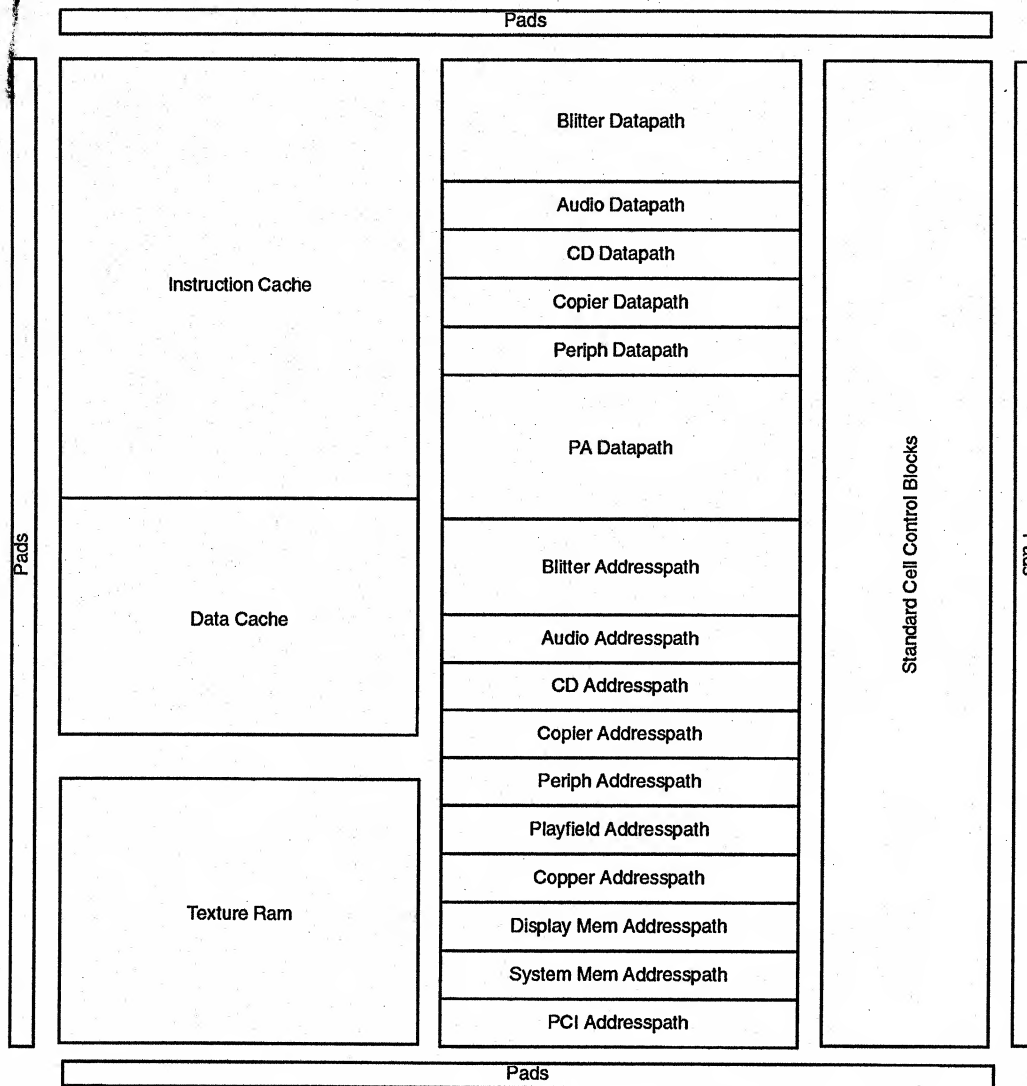 Pads
Instruction Cache
Data Cache
Texture Ram
Blitter Datapath
Audio Datapath
CD Datapath
Copier Datapath
Periph Datapath
PA Datapath
Blitter Addresspath
Audio Addresspath
CD Addresspath
Copier Addresspath
Periph Addresspath
Playfield Addresspath
Copper Addresspath
Display Mem Addresspath
System Mem Addresspath
PCI Addresspath
Standard Cell Control Blocks
Pads
Pads